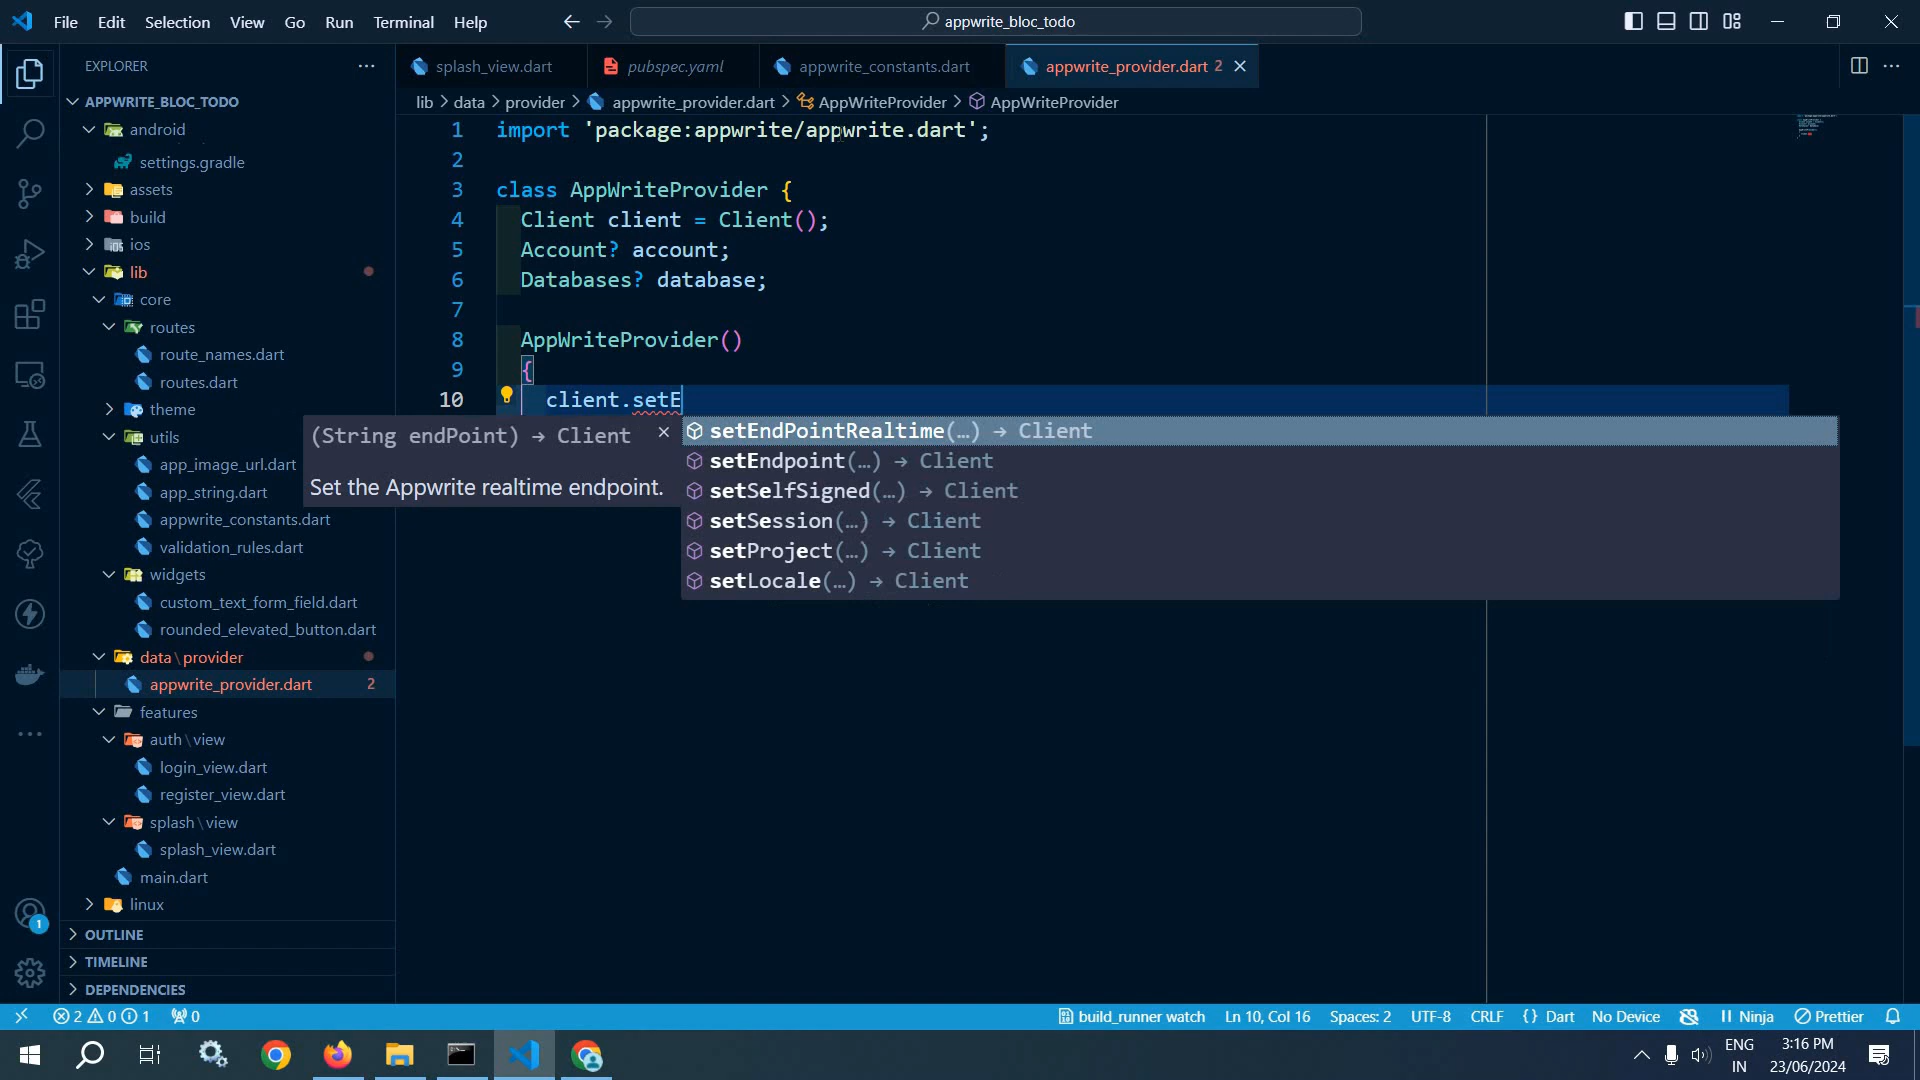 File Edit Selection View Go Run Terminal Help
appwrite_bloc_todo
EXPLORER
splash_view.dart
pubspec.yaml
appwrite_constants.dart
appwrite_provider.dart 2
lib > data > provider > appwrite_provider.dart > AppWriteProvider > AppWriteProvider
APPWRITE_BLOC_TODO
android
settings.gradle
assets
build
ios
lib
core
routes
route_names.dart
routes.dart
theme
utils
app_image_url.dart
app_string.dart
appwrite_constants.dart
validation_rules.dart
widgets
custom_text_form_field.dart
rounded_elevated_button.dart
data\provider
appwrite_provider.dart 2
features
auth\view
login_view.dart
register_view.dart
splash\view
splash_view.dart
main.dart
linux
OUTLINE
TIMELINE
DEPENDENCIES
1
1 import 'package:appwrite/appwrite.dart';
2
3 class AppWriteProvider {
4 Client client = Client();
5 Account? account;
6 Databases? database;
7
8 AppWriteProvider()
9 {
10 client.setE
(String endPoint) → Client
Set the Appwrite realtime endpoint.
setEndPointRealtime(…) → Client
setEndpoint(…) → Client
setSelfSigned(…) → Client
setSession(…) → Client
setProject(…) → Client
setLocale(…) → Client
2 0 1 0
build_runner watch Ln 10, Col 16 Spaces: 2 UTF-8 CRLF {} Dart No Device Ninja Prettier
ENG
IN
3:16 PM
23/06/2024